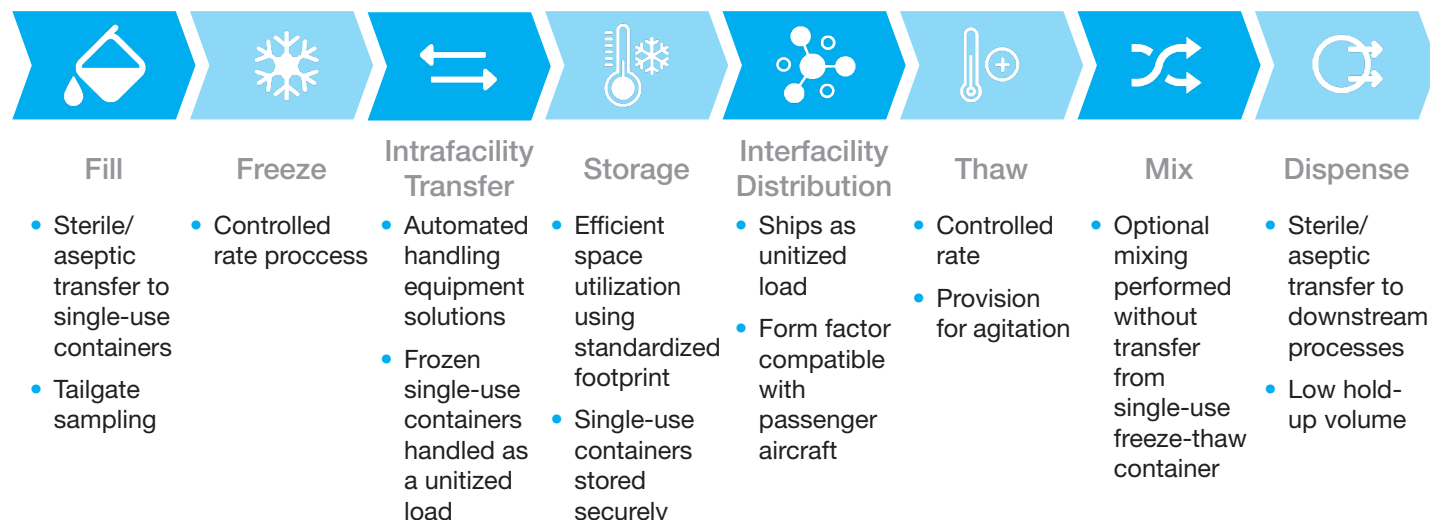 Fill
Sterile/
aseptic
transfer to
single-use
containers
Tailgate
sampling
Freeze
Controlled
rate proccess
Intrafacility
Transfer
Automated
handling
equipment
solutions
Frozen
single-use
containers
handled as
a unitized
load
Storage
Efficient
space
utilization
using
standardized
footprint
Single-use
containers
stored
securely
Interfacility
Distribution
Ships as
unitized
load
Form factor
compatible
with
passenger
aircraft
Thaw
Controlled
rate
Provision
for agitation
Mix
Optional
mixing
performed
without
transfer
from
single-use
freeze-thaw
container
Dispense
Sterile/
aseptic
transfer to
downstream
processes
Low hold-
up volume